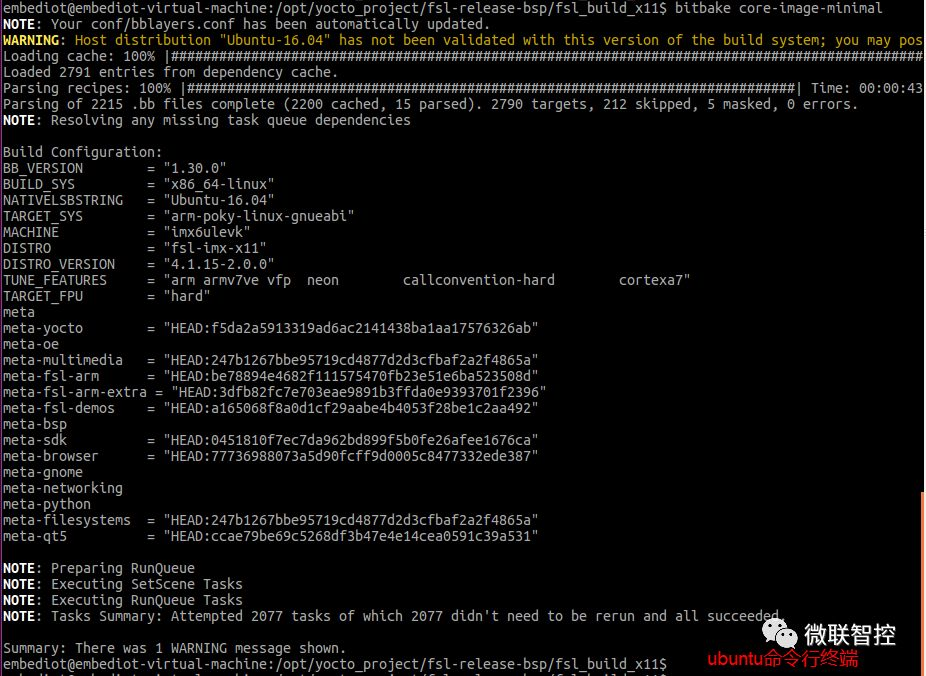 embediot@embediot-virtual-machine:/opt/yocto_project/fsl-release-bsp/fsl_build_x11$ bitbake core-image-minimal
NOTE: Your conf/bblayers.conf has been automatically updated.
WARNING: Host distribution "Ubuntu-16.04" has not been validated with this version of the build system; you may pos
Loading cache: 100% |############################################################################################
Loaded 2791 entries from dependency cache.
Parsing recipes: 100% |############################################################################| Time: 00:00:43
Parsing of 2215 .bb files complete (2200 cached, 15 parsed). 2790 targets, 212 skipped, 5 masked, 0 errors.
NOTE: Resolving any missing task queue dependencies

Build Configuration:
BB_VERSION        = "1.30.0"
BUILD_SYS         = "x86_64-linux"
NATIVELSBSTRING   = "Ubuntu-16.04"
TARGET_SYS        = "arm-poky-linux-gnueabi"
MACHINE           = "imx6ulevk"
DISTRO            = "fsl-imx-x11"
DISTRO_VERSION    = "4.1.15-2.0.0"
TUNE_FEATURES     = "arm armv7ve vfp  neon        callconvention-hard        cortexa7"
TARGET_FPU        = "hard"
meta
meta-yocto        = "HEAD:f5da2a5913319ad6ac2141438ba1aa17576326ab"
meta-oe
meta-multimedia   = "HEAD:247b1267bbe95719cd4877d2d3cfbaf2a2f4865a"
meta-fsl-arm      = "HEAD:be78894e4682f111575470fb23e51e6ba523508d"
meta-fsl-arm-extra = "HEAD:3dfb82fc7e703eae9891b3ffda0e9393701f2396"
meta-fsl-demos    = "HEAD:a165068f8a0d1cf29aabe4b4053f28be1c2aa492"
meta-bsp
meta-sdk          = "HEAD:0451810f7ec7da962bd899f5b0fe26afee1676ca"
meta-browser      = "HEAD:77736988073a5d90fcff9d0005c8477332ede387"
meta-gnome
meta-networking
meta-python
meta-filesystems  = "HEAD:247b1267bbe95719cd4877d2d3cfbaf2a2f4865a"
meta-qt5          = "HEAD:ccae79be69c5268df3b47e4e14cea0591c39a531"

NOTE: Preparing RunQueue
NOTE: Executing SetScene Tasks
NOTE: Executing RunQueue Tasks
NOTE: Tasks Summary: Attempted 2077 tasks of which 2077 didn't need to be rerun and all succeeded.

Summary: There was 1 WARNING message shown.
微联智控
embediot@embediot-virtual-machine:/opt/yocto_project/fsl-release-bsp/fsl_build_x11$
ubuntu命令行终端